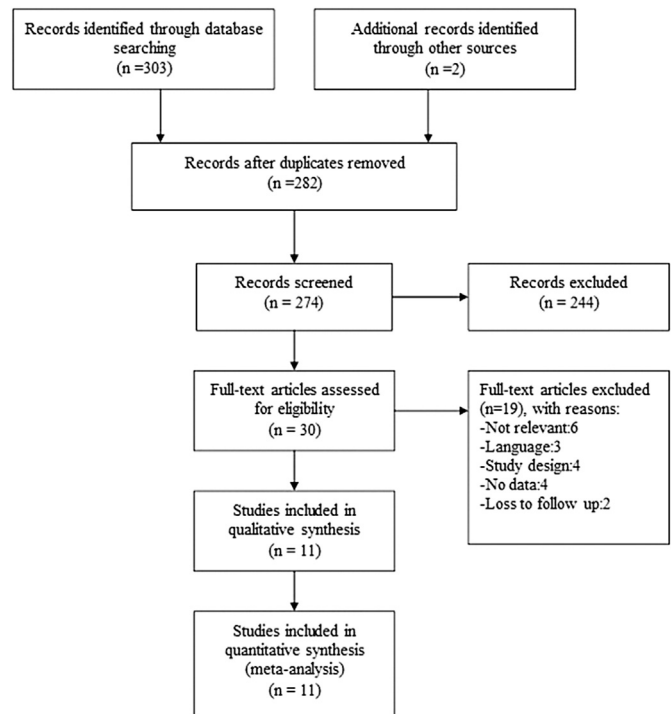 Records identified through database
searching
(n =303)
Additional records identified
through other sources
(n =2)
Records after duplicates removed
(n =282)
Records screened
(n = 274)
Records excluded
(n = 244)
Full-text articles assessed
for eligibility
(n = 30)
Full-text articles excluded
(n=19), with reasons:
-Not relevant:6
-Language:3
-Study design:4
-No data:4
-Loss to follow up:2
Studies included in
qualitative synthesis
(n = 11)
Studies included in
quantitative synthesis
(meta-analysis)
(n = 11)